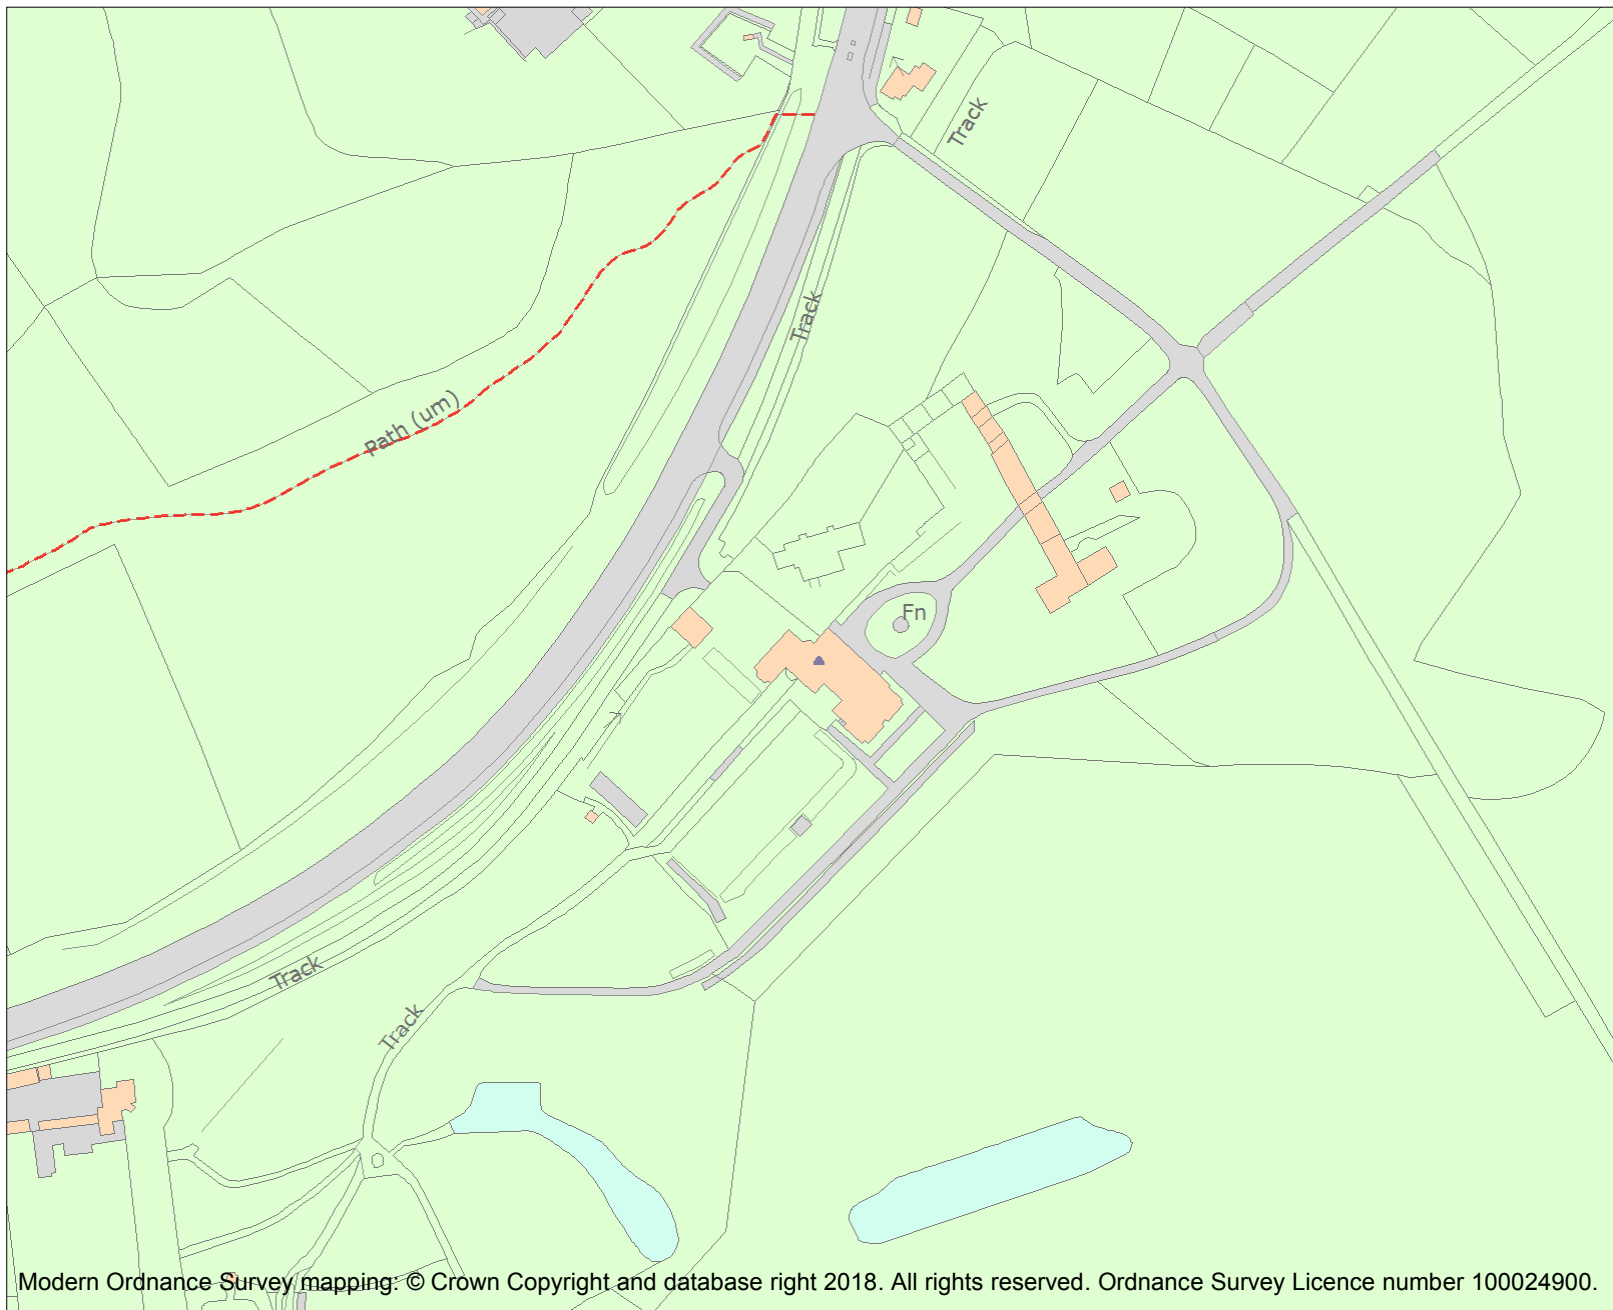 Track
Track
Path (um)
Fn
Track
Track
Modern Ordnance Survey mapping: © Crown Copyright and database right 2018. All rights reserved. Ordnance Survey Licence number 100024900.